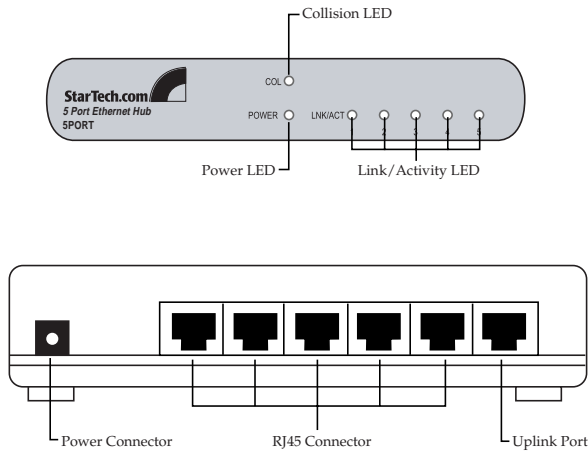 Collision LED
COL
StarTech.com
5 Port Ethernet Hub
5PORT
POWER
LNK/ACT
1 2 3 4 5
Power LED
Link/Activity LED
Power Connector
RJ45 Connector
Uplink Port